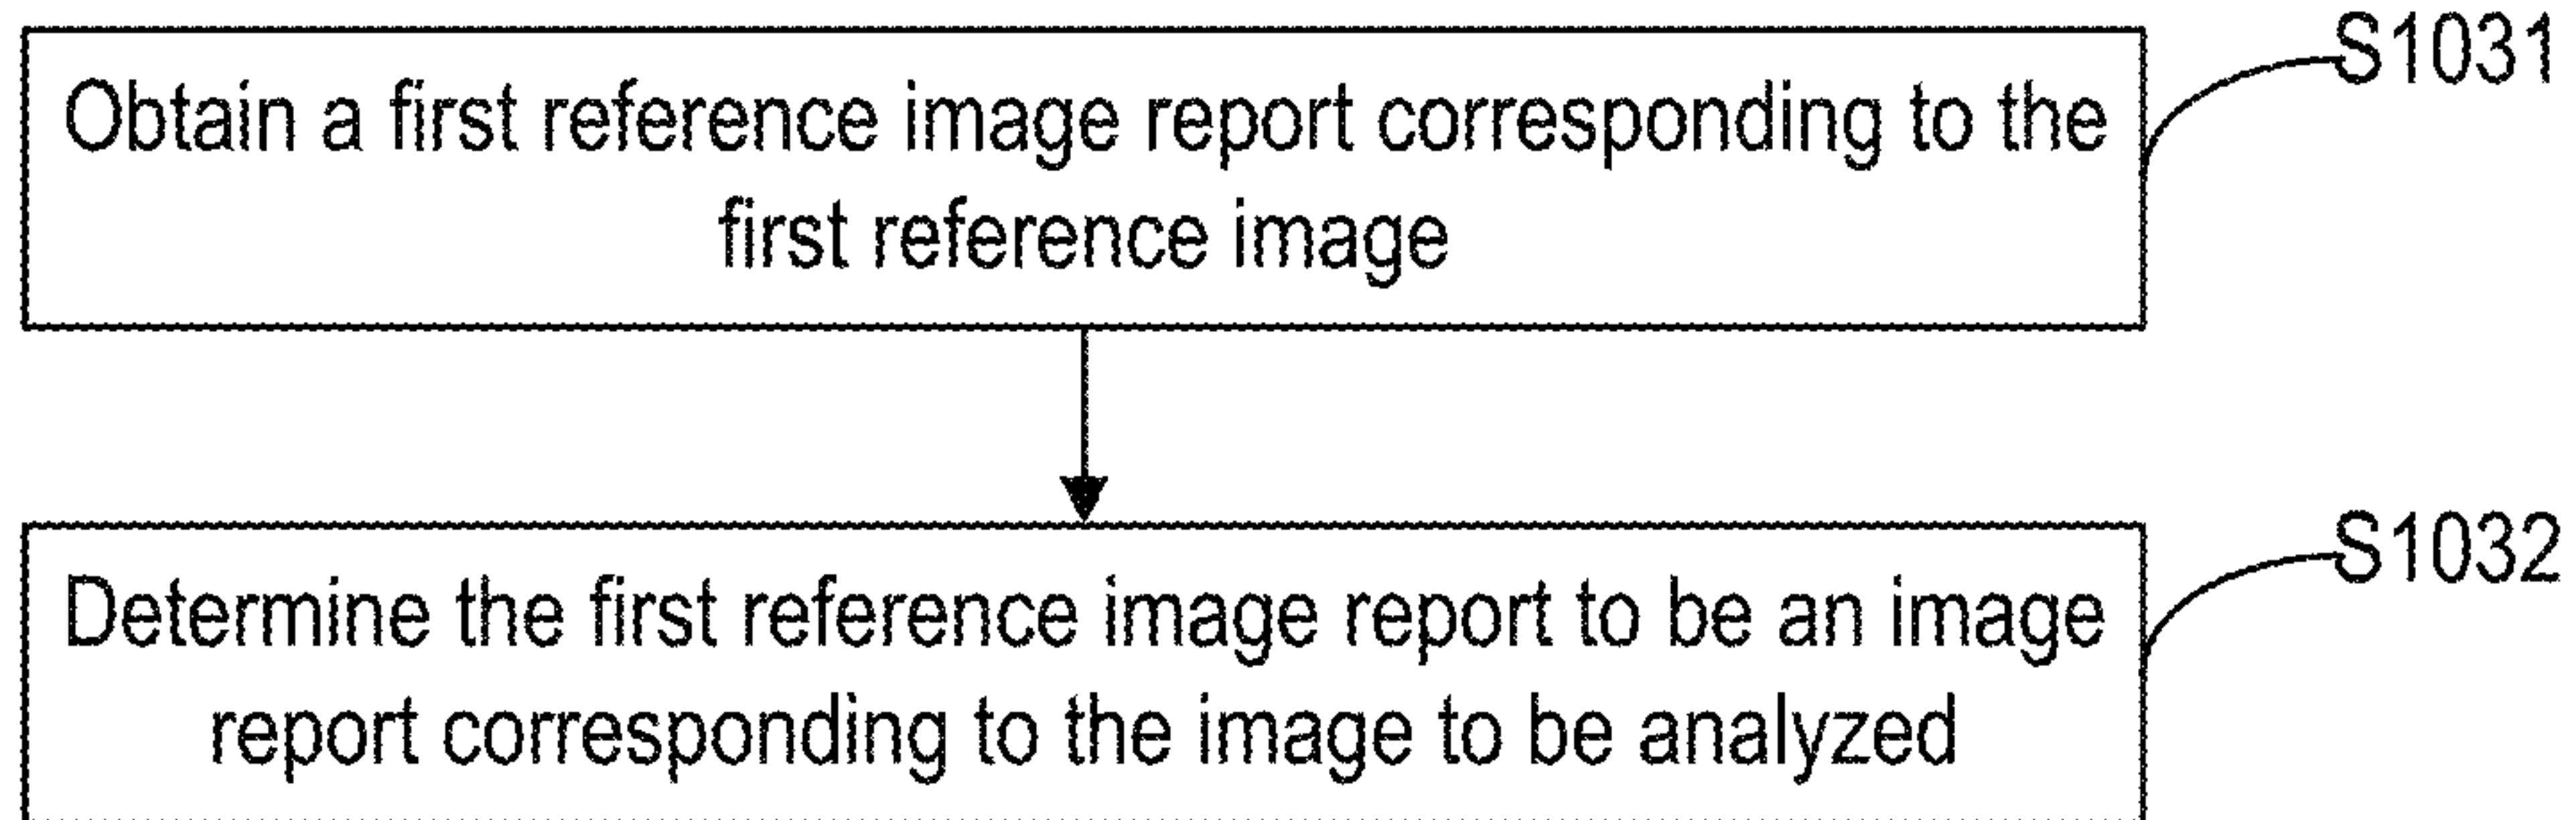 Obtain a first reference image report corresponding to the
first reference image
S1031
Determine the first reference image report to be an image
report corresponding to the image to be analyzed
S1032